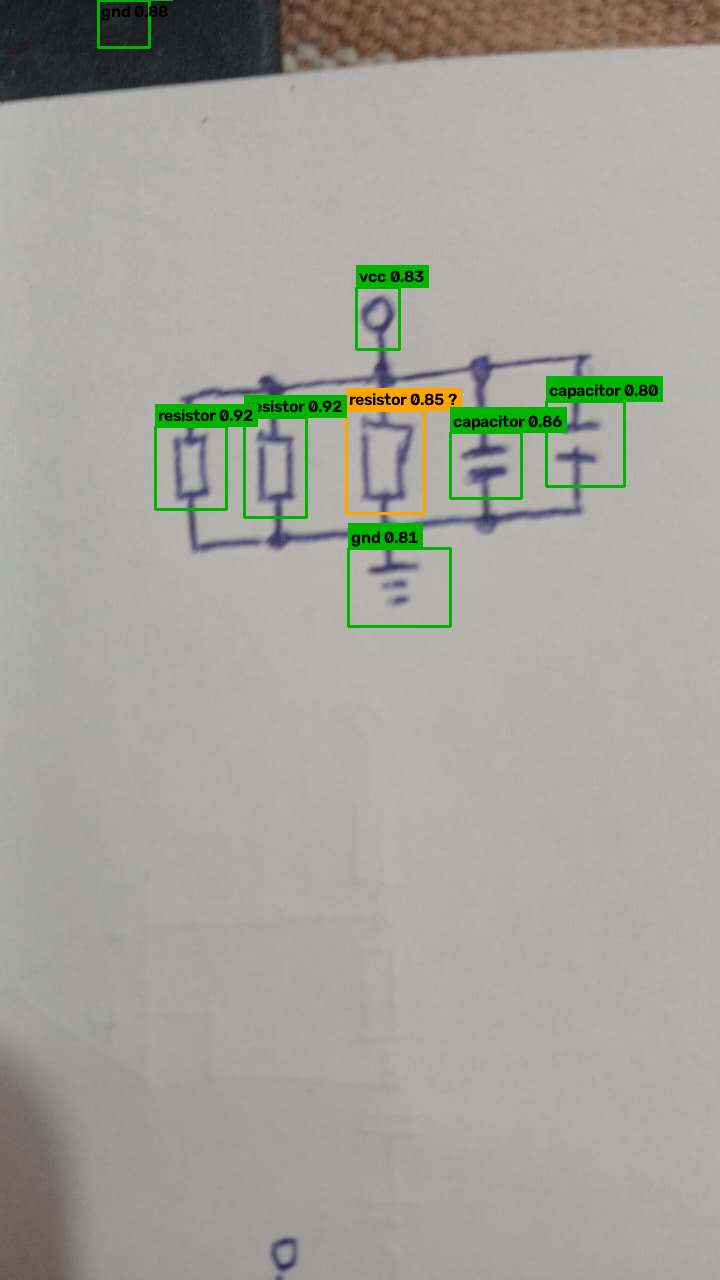 gnd 0.88
vcc 0.83
resistor 0.92
esistor 0.92
resistor 0.85 ?
capacitor 0.86
capacitor 0.80
gnd 0.81